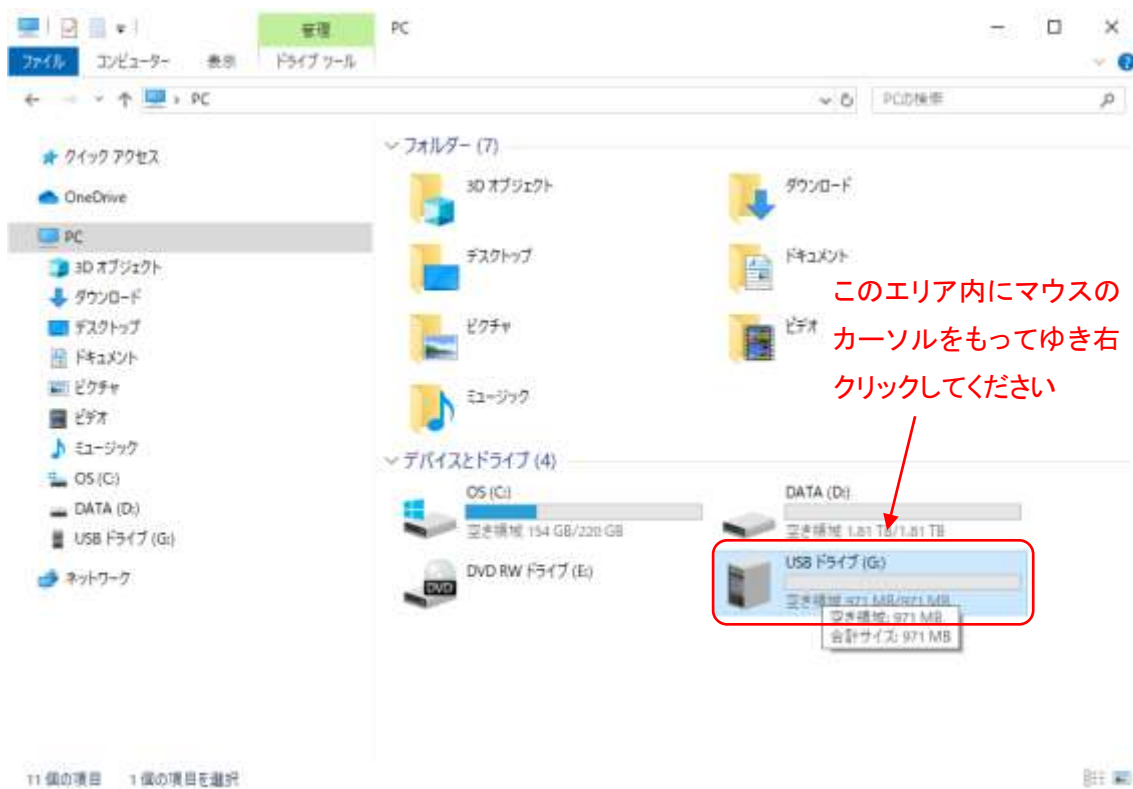 管理
PC
ファイル
コンピューター
表示
ドライブ ツール
PC
PCの検索
クイック アクセス
OneDrive
PC
3D オブジェクト
ダウンロード
デスクトップ
ドキュメント
ピクチャ
ビデオ
ミュージック
OS (C:)
DATA (D:)
USB ドライブ (G:)
ネットワーク
フォルダー (7)
3D オブジェクト
ダウンロード
デスクトップ
ドキュメント
ピクチャ
ビデオ
ミュージック
このエリア内にマウスの
カーソルをもってゆき右
クリックしてください
デバイスとドライブ (4)
OS (C:)
空き領域 154 GB/220 GB
DATA (D:)
空き領域 1.81 TB/1.81 TB
DVD RW ドライブ (E:)
DVD
USB ドライブ (G:)
空き領域 971 MB/971 MB
空き領域: 971 MB
合計サイズ: 971 MB
11 個の項目
1 個の項目を選択